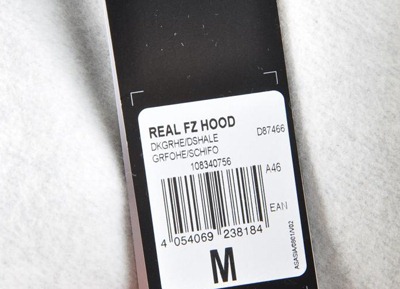 REAL FZ HOOD D87466
DKGRHE/DSHALE
GRFOHE/SCHIFO
108340756
A46
EAN
4 054069 238184
M